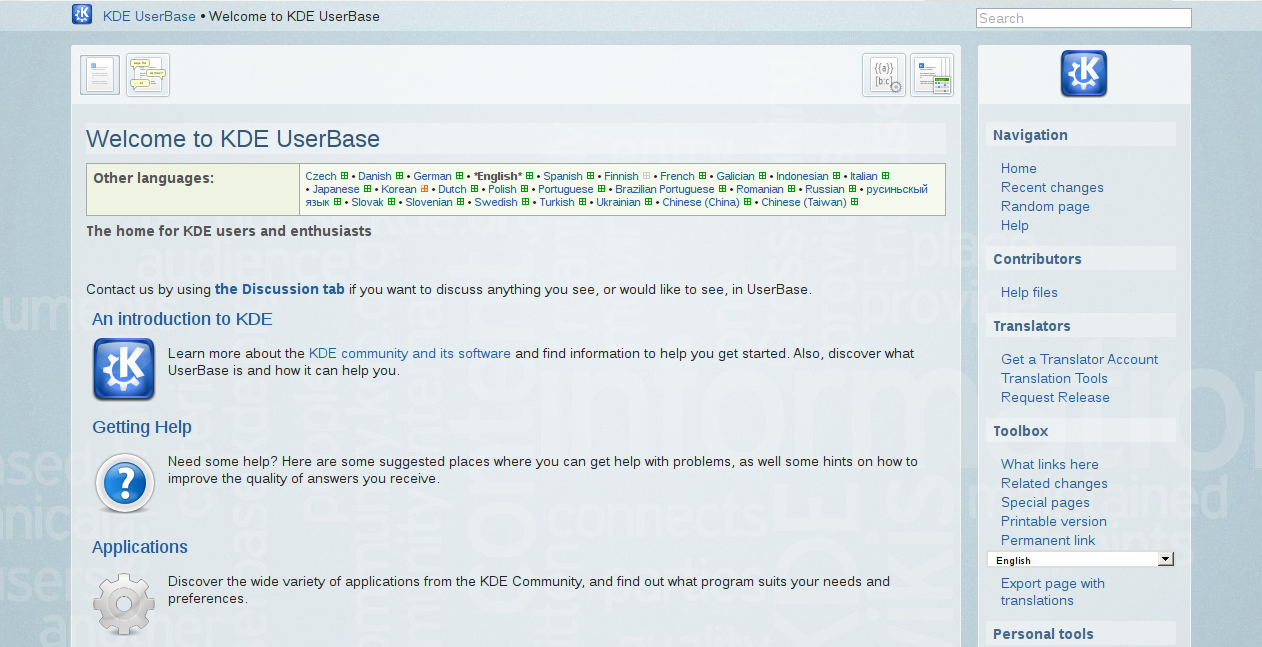 KDE UserBase • Welcome to KDE UserBase
Search
Welcome to KDE UserBase
Other languages:
Czech • Danish • German • *English* • Spanish • Finnish • French • Galician • Indonesian • Italian
• Japanese • Korean • Dutch • Polish • Portuguese • Brazilian Portuguese • Romanian • Russian • русиньскый
язык • Slovak • Slovenian • Swedish • Turkish • Ukrainian • Chinese (China) • Chinese (Taiwan)
The home for KDE users and enthusiasts
Contact us by using the Discussion tab if you want to discuss anything you see, or would like to see, in UserBase.
An introduction to KDE
Learn more about the KDE community and its software and find information to help you get started. Also, discover what
UserBase is and how it can help you.
Getting Help
Need some help? Here are some suggested places where you can get help with problems, as well some hints on how to
improve the quality of answers you receive.
Applications
Discover the wide variety of applications from the KDE Community, and find out what program suits your needs and
preferences.
Navigation
Home
Recent changes
Random page
Help
Contributors
Help files
Translators
Get a Translator Account
Translation Tools
Request Release
Toolbox
What links here
Related changes
Special pages
Printable version
Permanent link
English
Export page with
translations
Personal tools